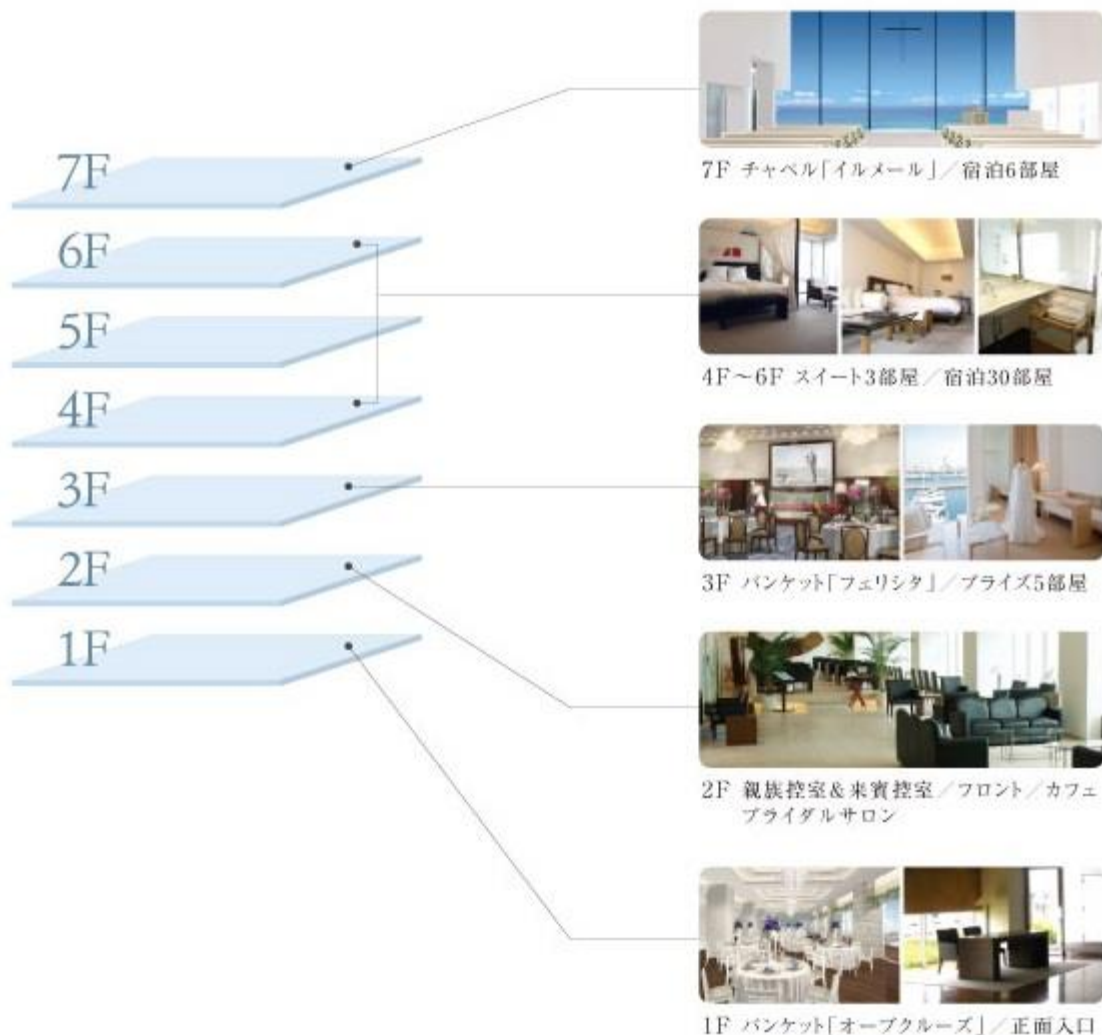 7F
6F
5F
4F
3F
2F
1F
7F チャペル「イルメール」／宿泊6部屋
4F～6F スイート3部屋／宿泊30部屋
3F バンケット「フェリシタ」／ブライズ5部屋
2F 親族控室＆来賓控室／フロント／カフェ
ブライダルサロン
1F バンケット「オーブクルーズ」／正面入口